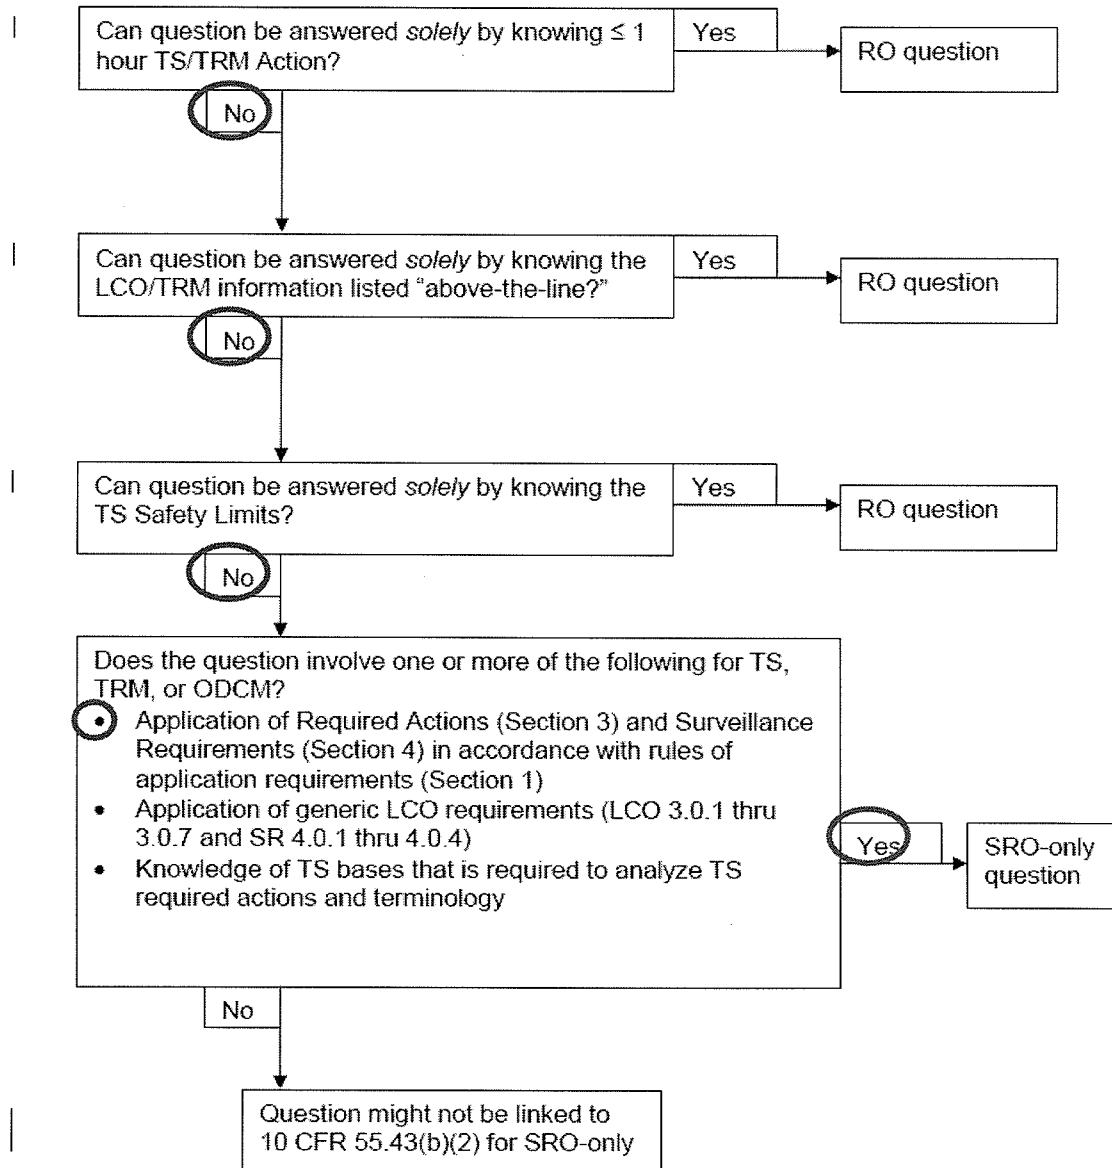 Can question be answered solely by knowing ≤ 1
hour TS/TRM Action?
Yes
RO question
No
Can question be answered solely by knowing the
LCO/TRM information listed "above-the-line?"
Yes
RO question
No
Can question be answered solely by knowing the
TS Safety Limits?
Yes
RO question
No
Does the question involve one or more of the following for TS,
TRM, or ODCM?
• Application of Required Actions (Section 3) and Surveillance
Requirements (Section 4) in accordance with rules of
application requirements (Section 1)
• Application of generic LCO requirements (LCO 3.0.1 thru
3.0.7 and SR 4.0.1 thru 4.0.4)
• Knowledge of TS bases that is required to analyze TS
required actions and terminology
Yes
SRO-only
question
No
Question might not be linked to
10 CFR 55.43(b)(2) for SRO-only